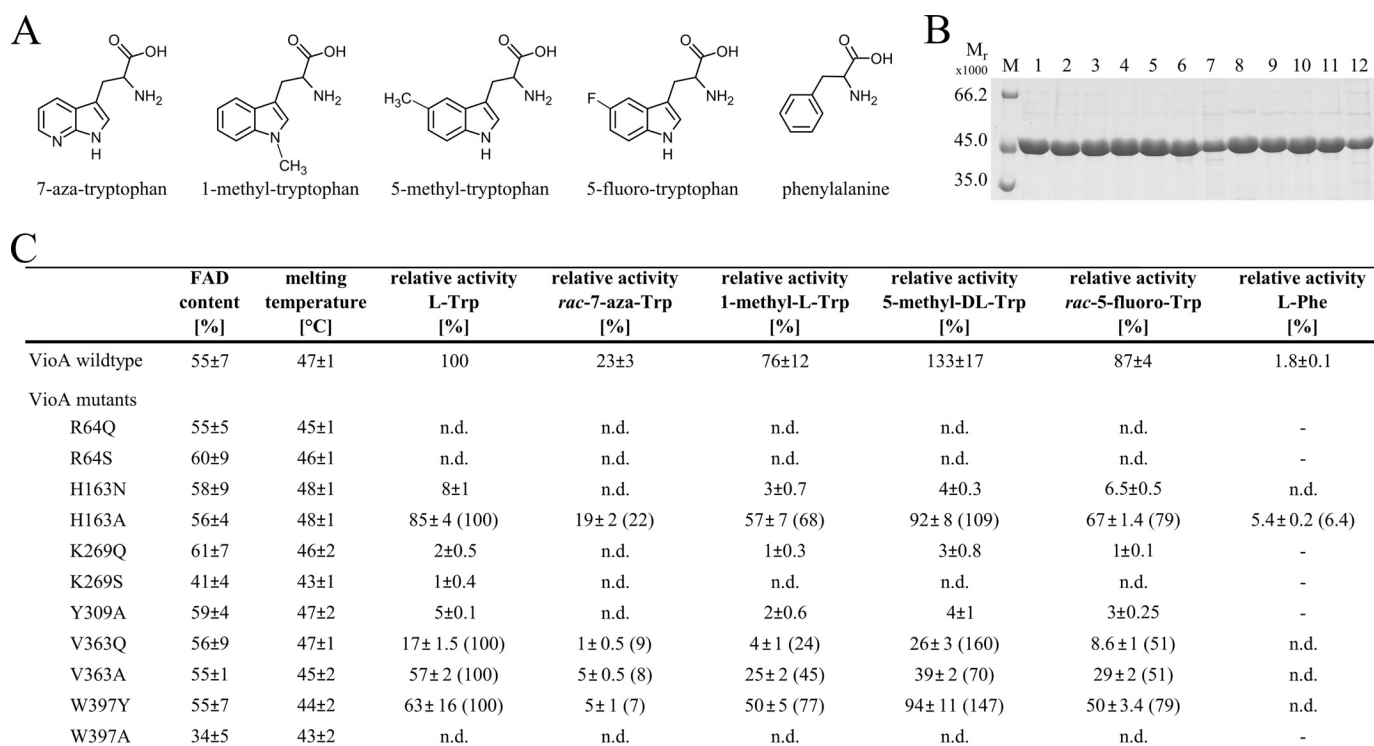 A
O
OH
NH2
N
N
H
7-aza-tryptophan
O
OH
NH2
N
CH3
1-methyl-tryptophan
O
OH
H3C
NH2
N
H
5-methyl-tryptophan
O
OH
F
NH2
N
H
5-fluoro-tryptophan
O
OH
NH2
phenylalanine
B
Mr
x1000 M 1 2 3 4 5 6 7 8 9 10 11 12
66.2
45.0
35.0
C
FAD content [%] melting temperature [°C] relative activity L-Trp [%] relative activity rac-7-aza-Trp [%] relative activity 1-methyl-L-Trp [%] relative activity 5-methyl-DL-Trp [%] relative activity rac-5-fluoro-Trp [%] relative activity L-Phe [%]
VioA wildtype 55±7 47±1 100 23±3 76±12 133±17 87±4 1.8±0.1
VioA mutants
R64Q 55±5 45±1 n.d. n.d. n.d. n.d. n.d. -
R64S 60±9 46±1 n.d. n.d. n.d. n.d. n.d. -
H163N 58±9 48±1 8±1 n.d. 3±0.7 4±0.3 6.5±0.5 n.d.
H163A 56±4 48±1 85±4 (100) 19±2 (22) 57±7 (68) 92±8 (109) 67±1.4 (79) 5.4±0.2 (6.4)
K269Q 61±7 46±2 2±0.5 n.d. 1±0.3 3±0.8 1±0.1 -
K269S 41±4 43±1 1±0.4 n.d. n.d. n.d. n.d. -
Y309A 59±4 47±2 5±0.1 n.d. 2±0.6 4±1 3±0.25 -
V363Q 56±9 47±1 17±1.5 (100) 1±0.5 (9) 4±1 (24) 26±3 (160) 8.6±1 (51) n.d.
V363A 55±1 45±2 57±2 (100) 5±0.5 (8) 25±2 (45) 39±2 (70) 29±2 (51) n.d.
W397Y 55±7 44±2 63±16 (100) 5±1 (7) 50±5 (77) 94±11 (147) 50±3.4 (79) n.d.
W397A 34±5 43±2 n.d. n.d. n.d. n.d. n.d. -